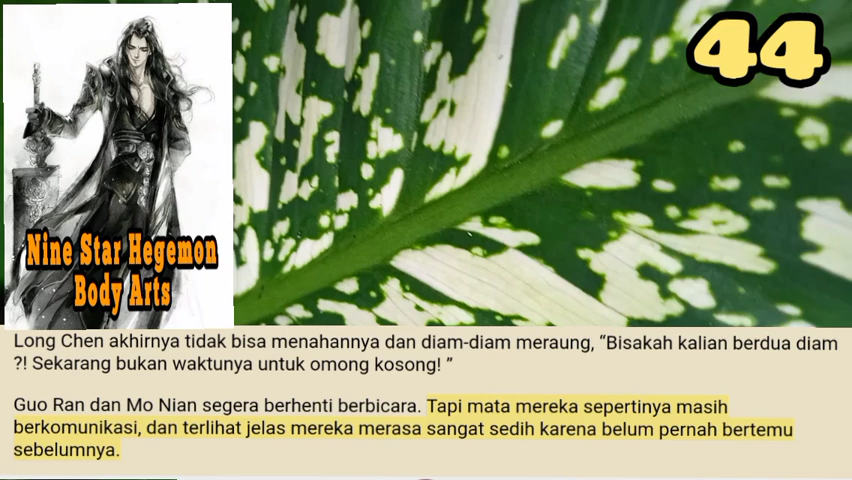 44
Nine Star Hegemon
Body Arts
Long Chen akhirnya tidak bisa menahannya dan diam-diam meraung, “Bisakah kalian berdua diam
?! Sekarang bukan waktunya untuk omong kosong! ”
Guo Ran dan Mo Nian segera berhenti berbicara. Tapi mata mereka sepertinya masih
berkomunikasi, dan terlihat jelas mereka merasa sangat sedih karena belum pernah bertemu
sebelumnya.